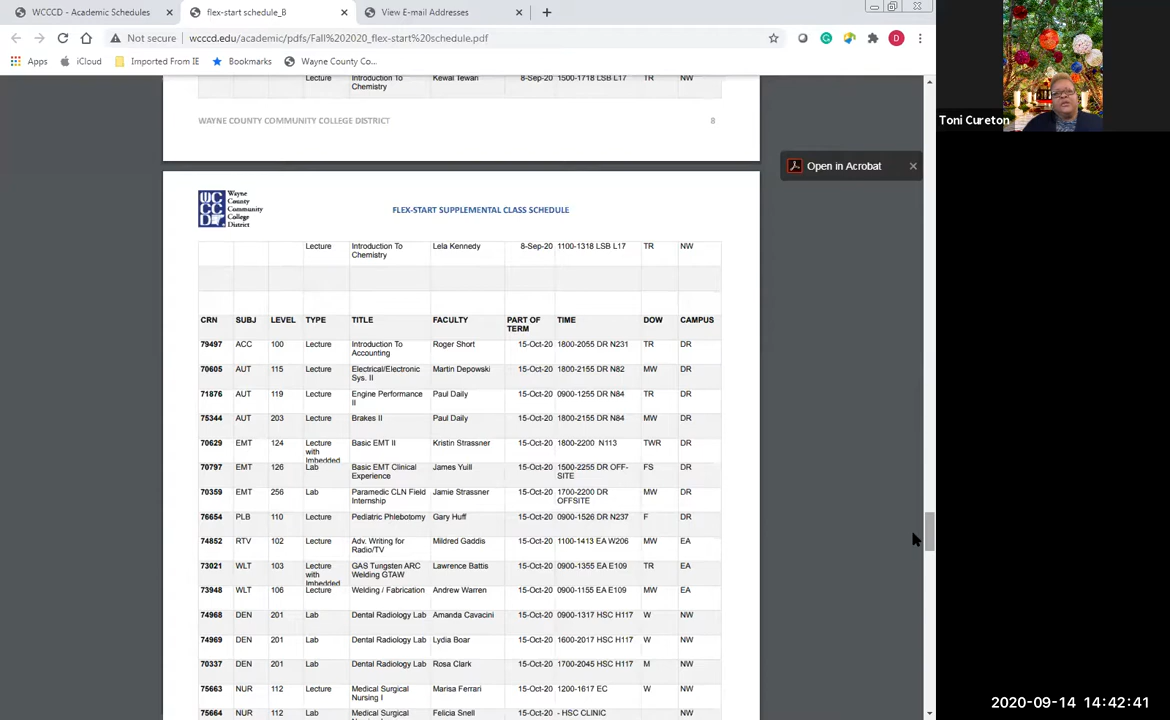 WCCCD - Academic Schedules × flex-start schedule_B × View E-mail Addresses × +
Not secure wcccd.edu/academic/pdfs/Fall%202020_flex-start%20schedule.pdf D
Apps iCloud Imported From IE Bookmarks Wayne County Co...
Lecture Introduction To Chemistry Kewal Tewari 8-Sep-20 1500-1718 LSB L17 TR NW
WAYNE COUNTY COMMUNITY COLLEGE DISTRICT 8
Open in Acrobat ×
Toni Cureton
WCCCD Wayne County Community College District
FLEX-START SUPPLEMENTAL CLASS SCHEDULE
Lecture Introduction To Chemistry Lela Kennedy 8-Sep-20 1100-1318 LSB L17 TR NW
CRN SUBJ LEVEL TYPE TITLE FACULTY PART OF TERM TIME DOW CAMPUS
79497 ACC 100 Lecture Introduction To Accounting Roger Short 15-Oct-20 1800-2055 DR N231 TR DR
70605 AUT 115 Lecture Electrical/Electronic Sys. II Martin Depowski 15-Oct-20 1800-2155 DR N82 MW DR
71876 AUT 119 Lecture Engine Performance II Paul Daily 15-Oct-20 0900-1255 DR N84 TR DR
75344 AUT 203 Lecture Brakes II Paul Daily 15-Oct-20 1800-2155 DR N84 MW DR
70629 EMT 124 Lecture with Imbedded Basic EMT II Kristin Strassner 15-Oct-20 1800-2200 N113 TWR DR
70797 EMT 126 Lab Basic EMT Clinical Experience James Yuill 15-Oct-20 1500-2255 DR OFF-SITE FS DR
70359 EMT 256 Lab Paramedic CLN Field Internship Jamie Strassner 15-Oct-20 1700-2200 DR OFFSITE MW DR
76654 PLB 110 Lecture Pediatric Phlebotomy Gary Huff 15-Oct-20 0900-1526 DR N237 F DR
74852 RTV 102 Lecture Adv. Writing for Radio/TV Mildred Gaddis 15-Oct-20 1100-1413 EA W206 MW EA
73021 WLT 103 Lecture with Imbedded GAS Tungsten ARC Welding GTAW Lawrence Battis 15-Oct-20 0900-1355 EA E109 TR EA
73948 WLT 106 Lecture Welding / Fabrication Andrew Warren 15-Oct-20 0900-1155 EA E109 MW EA
74968 DEN 201 Lab Dental Radiology Lab Amanda Cavacini 15-Oct-20 0900-1317 HSC H117 W NW
74969 DEN 201 Lab Dental Radiology Lab Lydia Boar 15-Oct-20 1600-2017 HSC H117 W NW
70337 DEN 201 Lab Dental Radiology Lab Rosa Clark 15-Oct-20 1700-2045 HSC H117 M NW
75663 NUR 112 Lecture Medical Surgical Nursing I Marisa Ferrari 15-Oct-20 1200-1617 EC W NW
75664 NUR 112 Lab Medical Surgical Felicia Snell 15-Oct-20 - HSC CLINIC NW
2020-09-14 14:42:41